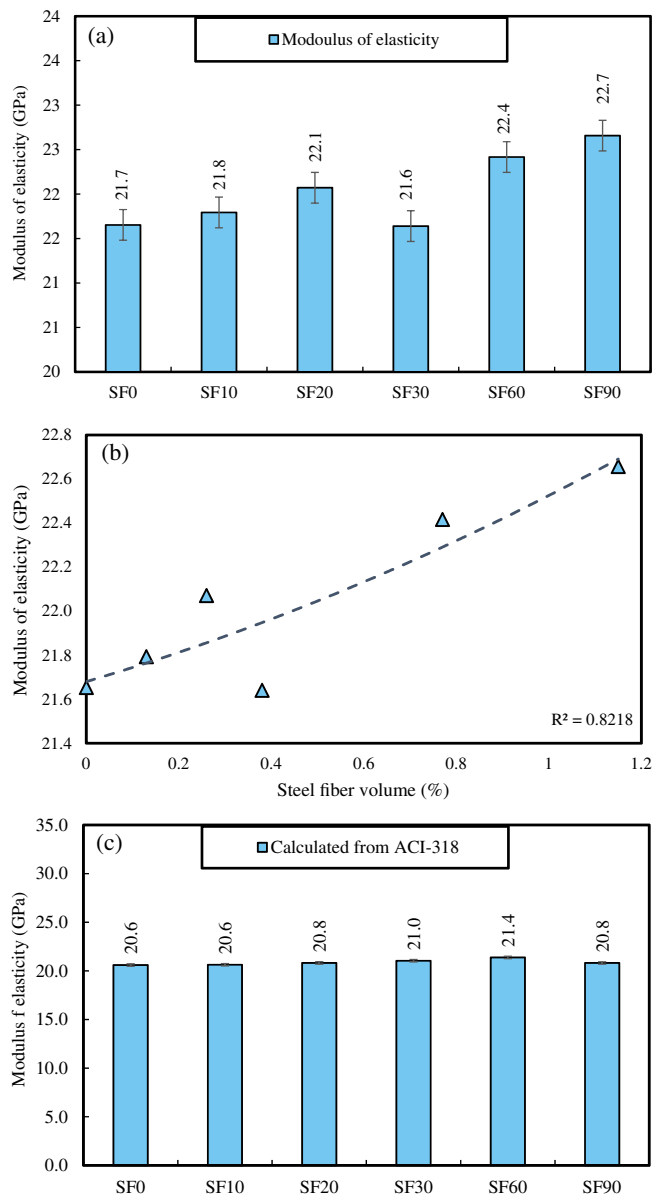 (a)
Modoulus of elasticity
Modulus of elasticity (GPa)
24
24
23
23
22
22
21
21
20
21.7
21.8
22.1
21.6
22.4
22.7
SF0
SF10
SF20
SF30
SF60
SF90
(b)
Modulus of elasticity (GPa)
22.8
22.6
22.4
22.2
22.0
21.8
21.6
21.4
R² = 0.8218
0
0.2
0.4
0.6
0.8
1
1.2
Steel fiber volume (%)
(c)
Calculated from ACI-318
Modulus f elasticity (GPa)
35.0
30.0
25.0
20.0
15.0
10.0
5.0
0.0
20.6
20.6
20.8
21.0
21.4
20.8
SF0
SF10
SF20
SF30
SF60
SF90